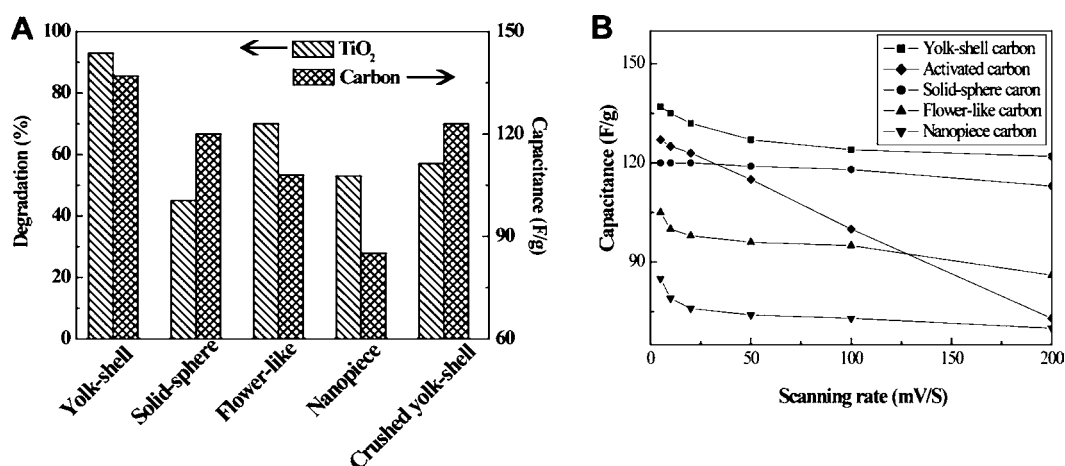 A
TiO2
Carbon
Degradation (%)
100
80
60
40
20
0
Capacitance (F/g)
150
120
90
60
Yolk-shell
Solid-sphere
Flower-like
Nanopiece
Crushed yolk-shell
B
Yolk-shell carbon
Activated carbon
Solid-sphere caron
Flower-like carbon
Nanopiece carbon
Capacitance (F/g)
150
120
90
0
50
100
150
200
Scanning rate (mV/S)